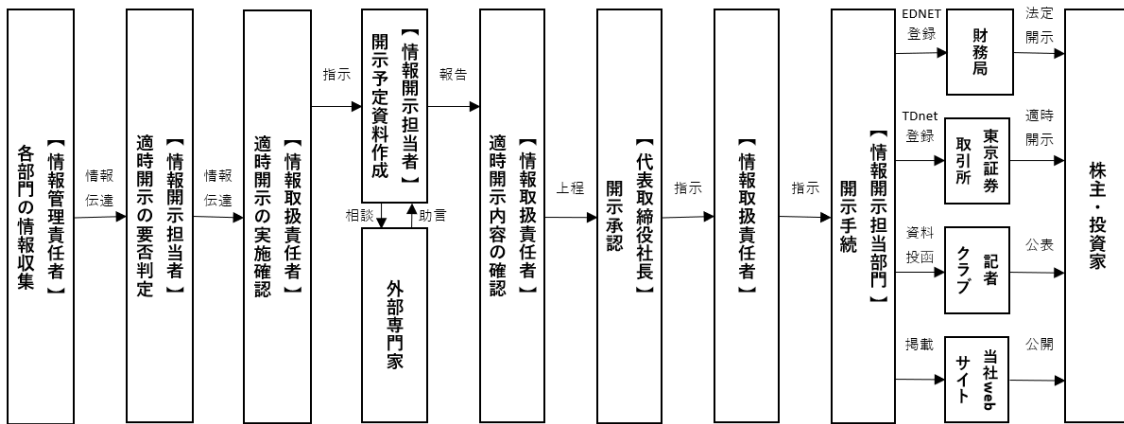 【情報管理責任者】
各部門の情報収集
情報
伝達
【情報開示担当者】
適時開示の要否判定
情報
伝達
【情報取扱責任者】
適時開示の実施確認
指示
【情報開示担当者】
開示予定資料作成
相談
助言
外部専門家
報告
【情報取扱責任者】
適時開示内容の確認
上程
【代表取締役社長】
開示承認
指示
【情報取扱責任者】
指示
【情報開示担当部門】
開示手続
EDNET
登録
財務局
法定
開示
TDnet
登録
東京証券
取引所
適時
開示
資料
投函
記者
クラブ
公表
掲載
当社web
サイト
公開
株主・投資家